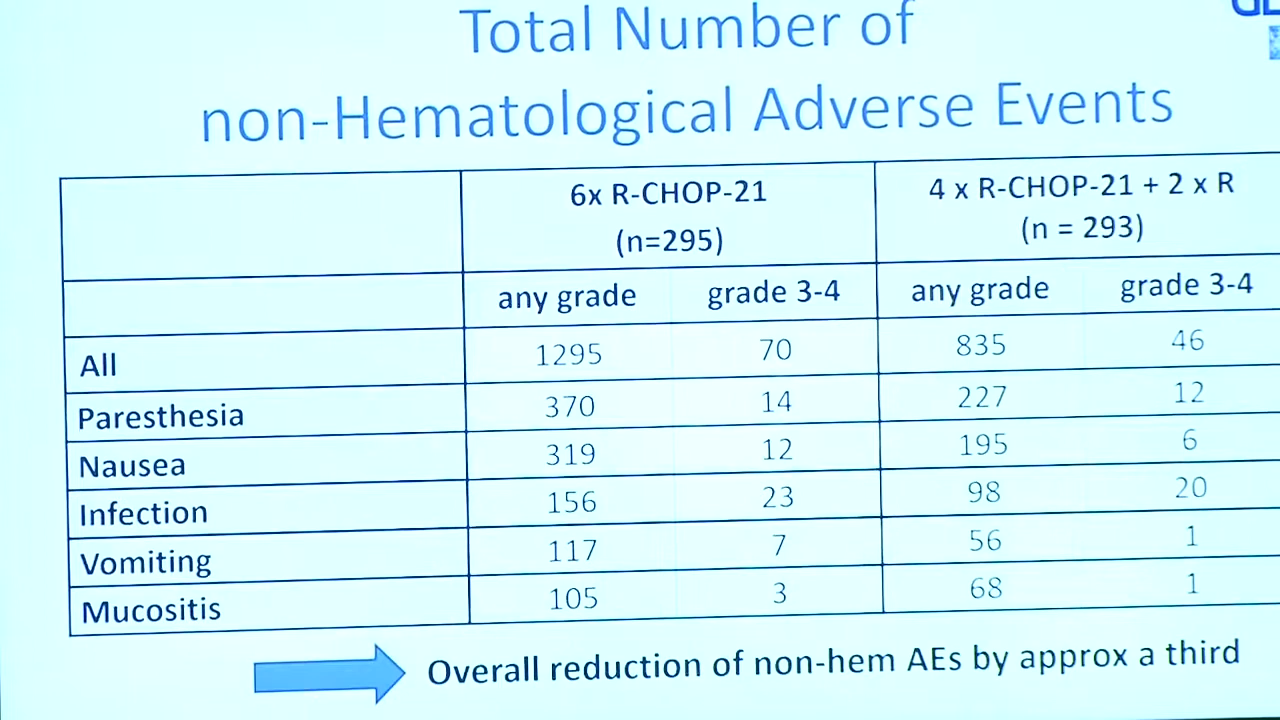 Total Number of
non-Hematological Adverse Events
6x R-CHOP-21
(n=295)
4 x R-CHOP-21 + 2 x R
(n = 293)
any grade grade 3-4 any grade grade 3-4
All 1295 70 835 46
Paresthesia 370 14 227 12
Nausea 319 12 195 6
Infection 156 23 98 20
Vomiting 117 7 56 1
Mucositis 105 3 68 1
Overall reduction of non-hem AEs by approx a third